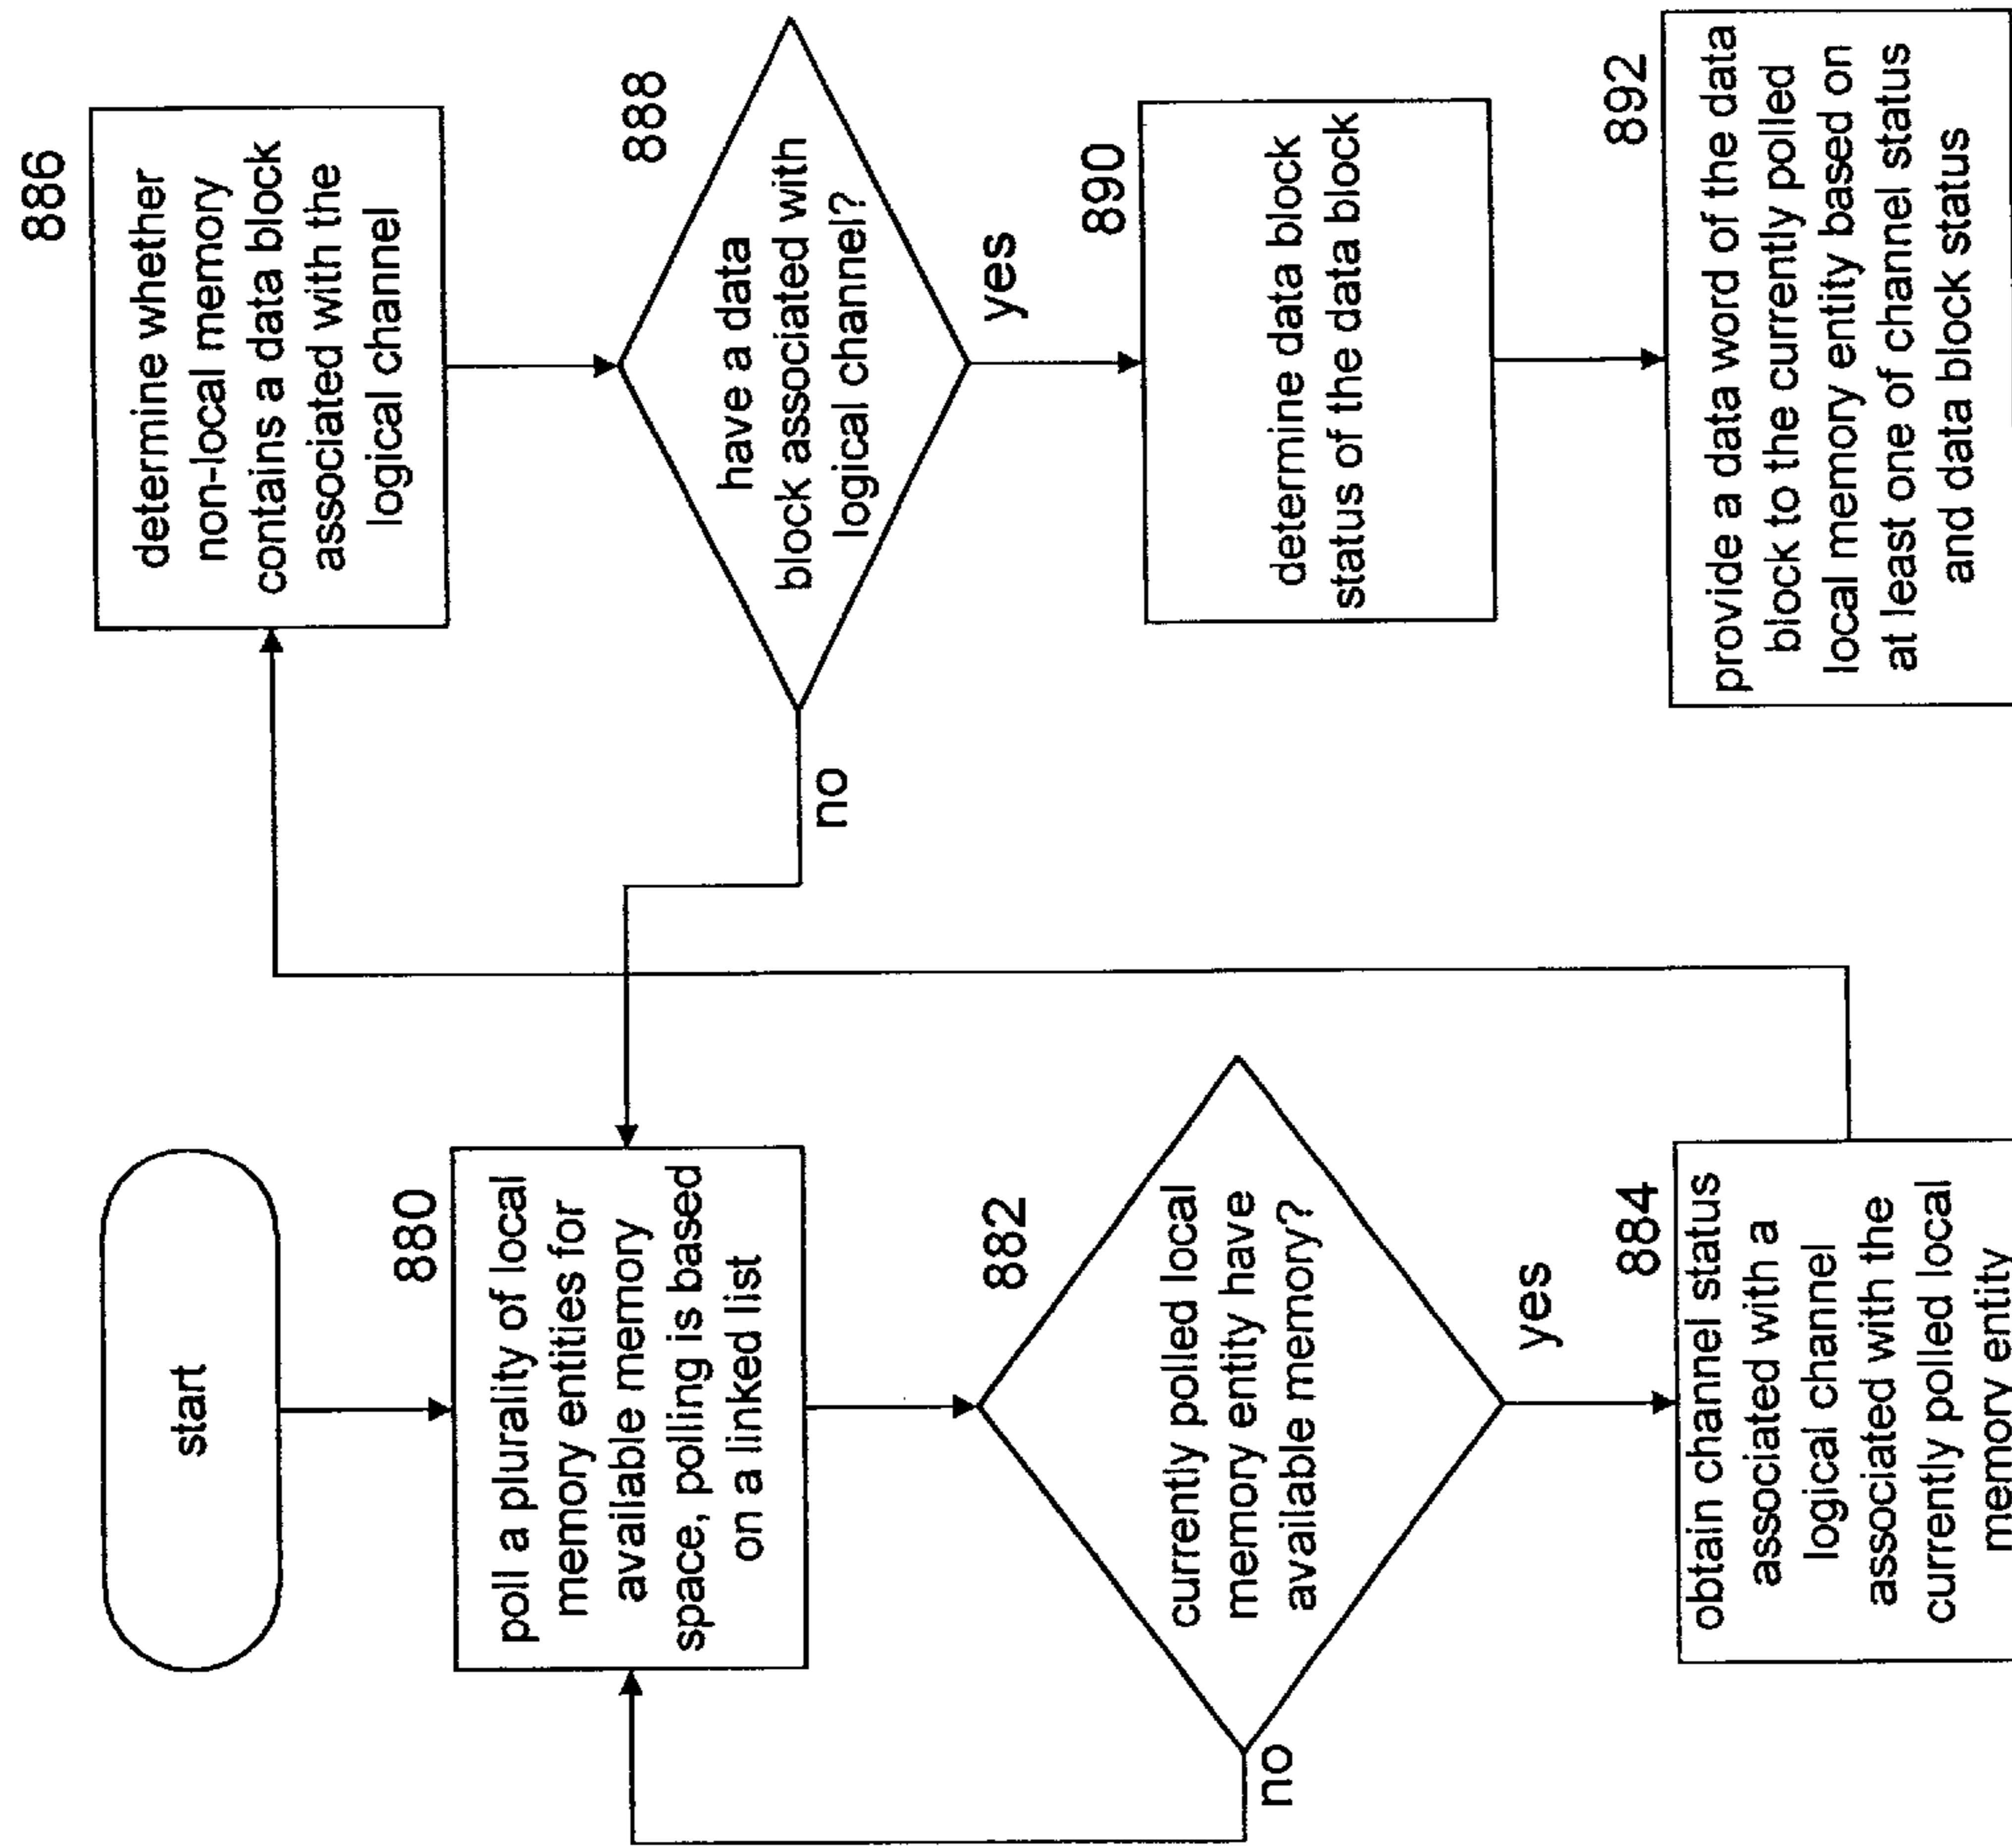 start
880
poll a plurality of local
memory entities for
available memory
space, polling is based
on a linked list
882
currently polled local
memory entity have
available memory?
no
yes
884
obtain channel status
associated with a
logical channel
associated with the
currently polled local
memory entity
886
determine whether
non-local memory
contains a data block
associated with the
logical channel
888
have a data
block associated with
logical channel?
no
yes
890
determine data block
status of the data block
892
provide a data word of the data
block to the currently polled
local memory entity based on
at least one of channel status
and data block status